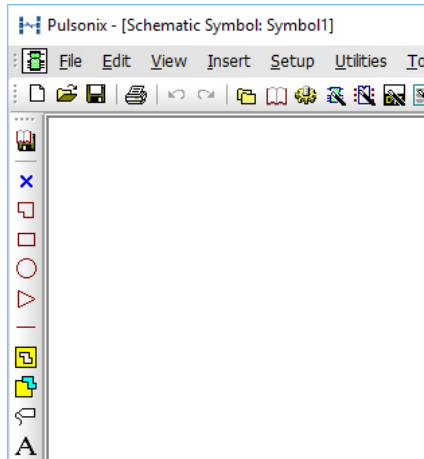 Pulsonix - [Schematic Symbol: Symbol1]
File Edit View Insert Setup Utilities
A